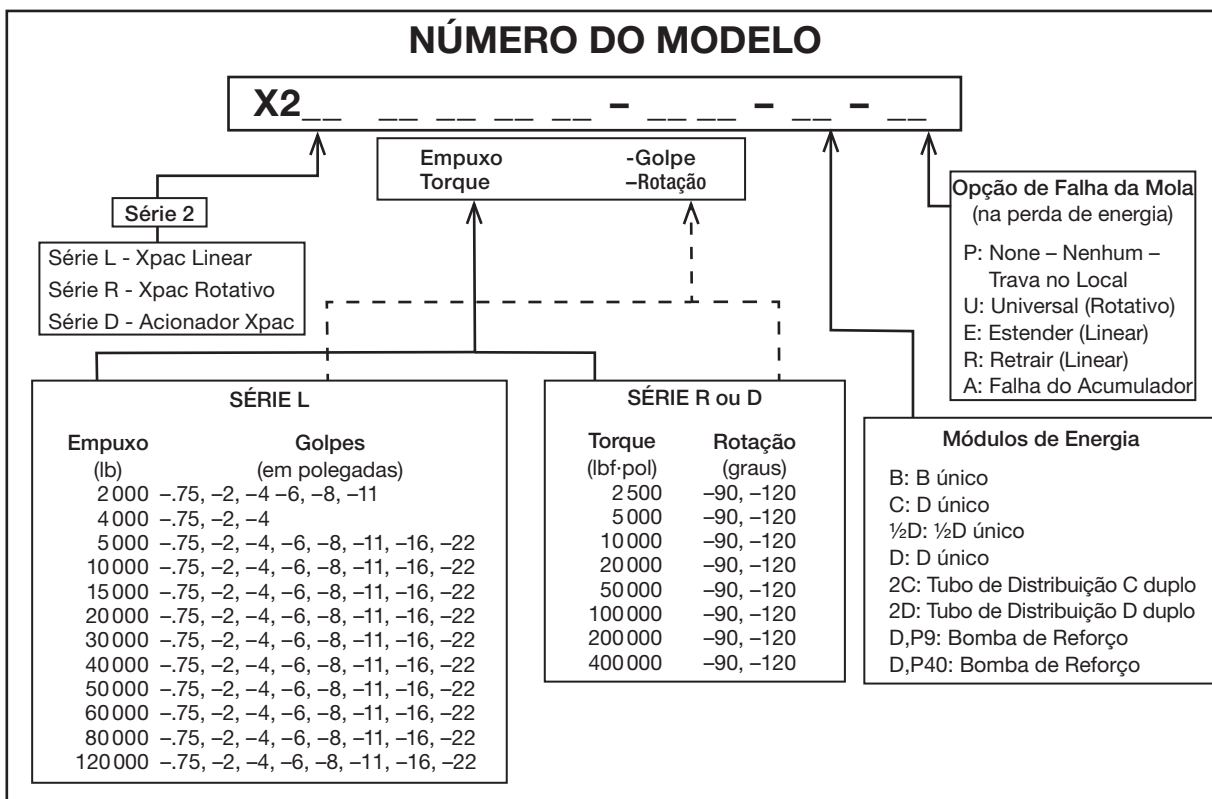 NÚMERO DO MODELO
X2__ __ __ __ __ – __ __ – __ – __
Empuxo -Golpe
Torque –Rotação
Série 2
Série L - Xpac Linear
Série R - Xpac Rotativo
Série D - Acionador Xpac
Opção de Falha da Mola
(na perda de energia)
P: None – Nenhum –
Trava no Local
U: Universal (Rotativo)
E: Estender (Linear)
R: Retrair (Linear)
A: Falha do Acumulador
SÉRIE L
Empuxo Golpes
(lb) (em polegadas)
2 000 –.75, –2, –4 –6, –8, –11
4 000 –.75, –2, –4
5 000 –.75, –2, –4, –6, –8, –11, –16, –22
10 000 –.75, –2, –4, –6, –8, –11, –16, –22
15 000 –.75, –2, –4, –6, –8, –11, –16, –22
20 000 –.75, –2, –4, –6, –8, –11, –16, –22
30 000 –.75, –2, –4, –6, –8, –11, –16, –22
40 000 –.75, –2, –4, –6, –8, –11, –16, –22
50 000 –.75, –2, –4, –6, –8, –11, –16, –22
60 000 –.75, –2, –4, –6, –8, –11, –16, –22
80 000 –.75, –2, –4, –6, –8, –11, –16, –22
120 000 –.75, –2, –4, –6, –8, –11, –16, –22
SÉRIE R ou D
Torque Rotação
(lbf·pol) (graus)
2 500 –90, –120
5 000 –90, –120
10 000 –90, –120
20 000 –90, –120
50 000 –90, –120
100 000 –90, –120
200 000 –90, –120
400 000 –90, –120
Módulos de Energia
B: B único
C: D único
½D: ½D único
D: D único
2C: Tubo de Distribuição C duplo
2D: Tubo de Distribuição D duplo
D,P9: Bomba de Reforço
D,P40: Bomba de Reforço